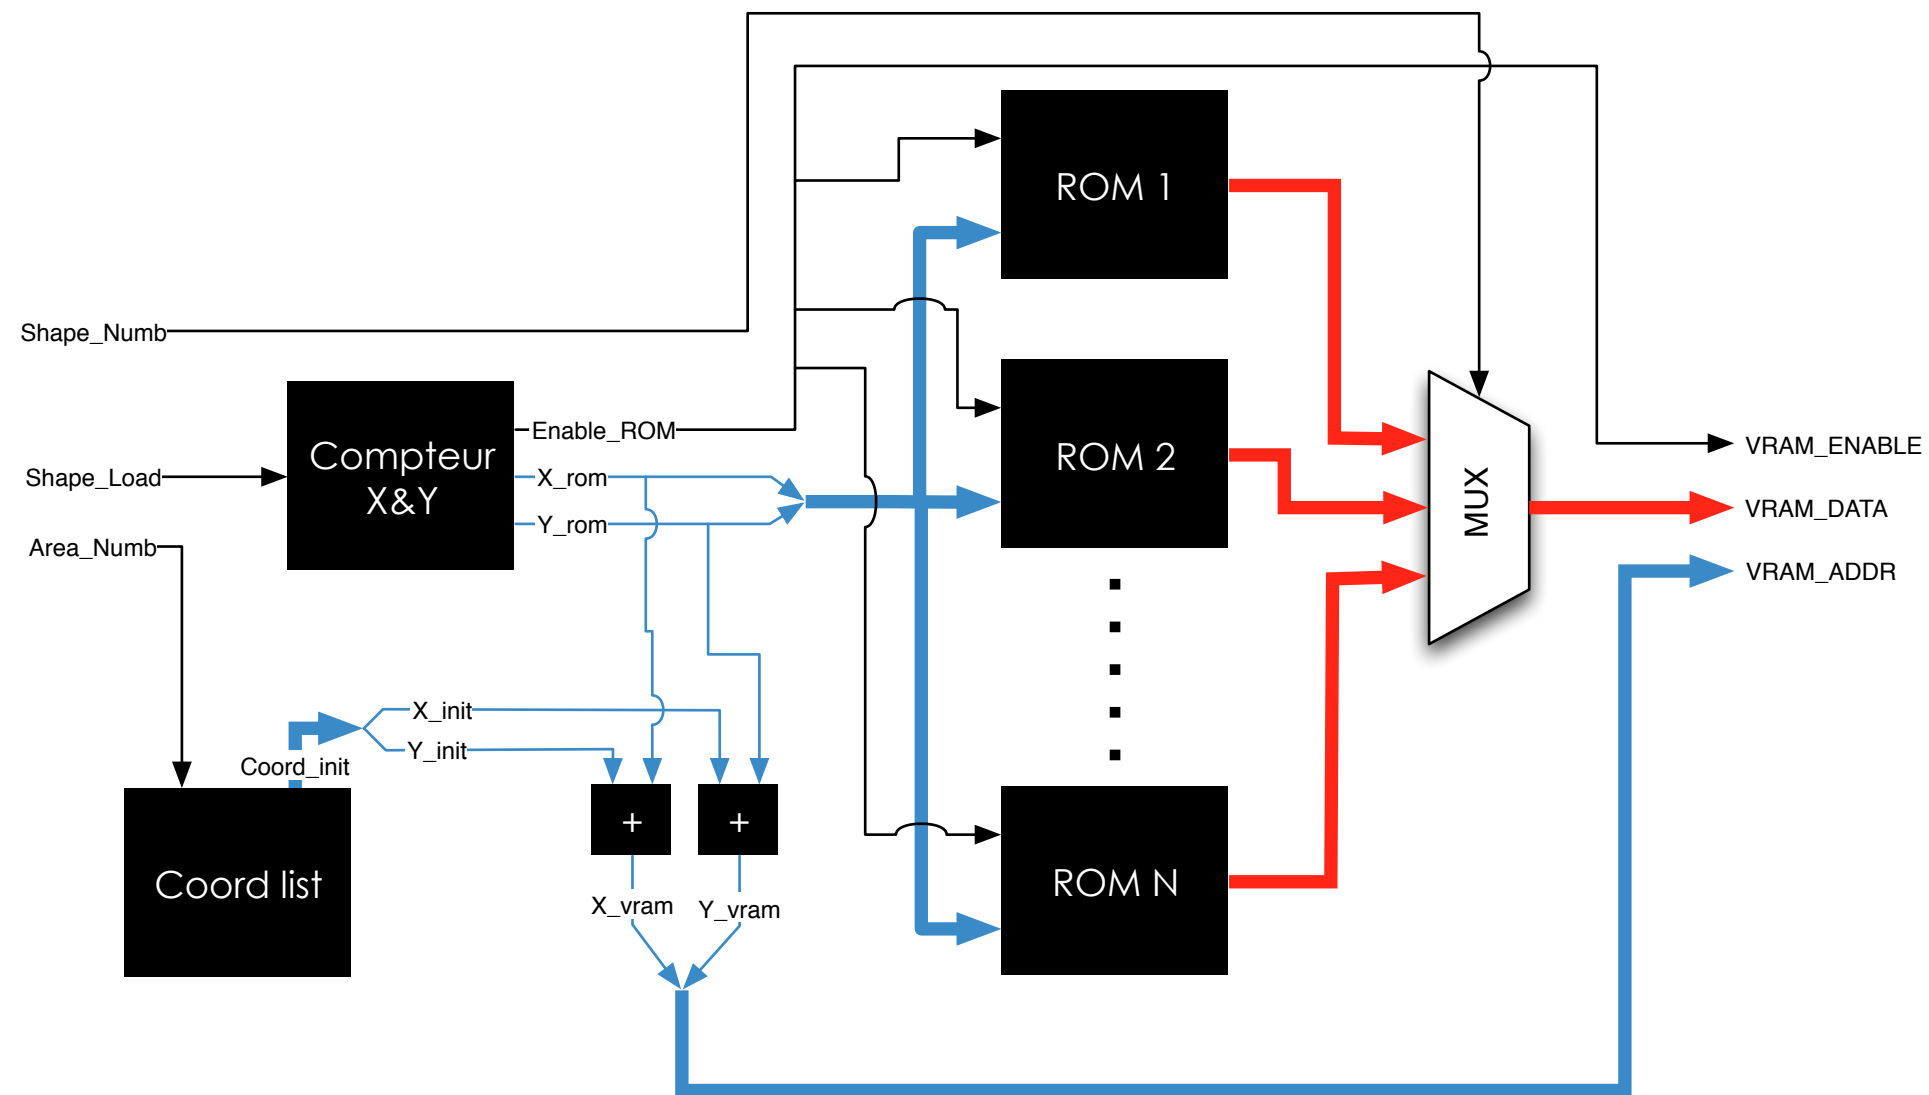 Shape_Numb
Shape_Load
Area_Numb
Compteur
X&Y
Enable_ROM
X_rom
Y_rom
X_init
Y_init
Coord_init
Coord list
+
+
X_vram
Y_vram
ROM 1
ROM 2
ROM N
MUX
VRAM_ENABLE
VRAM_DATA
VRAM_ADDR